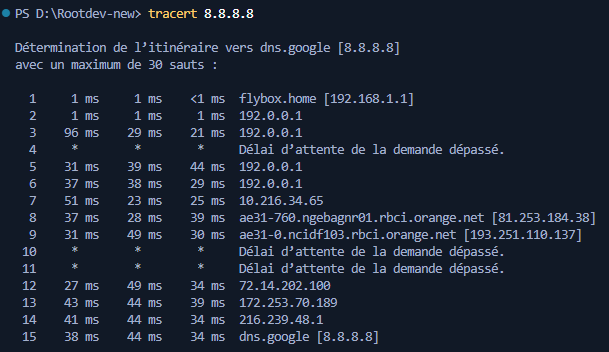 PS D:\Rootdev-new> tracert 8.8.8.8
Détermination de l’itinéraire vers dns.google [8.8.8.8]
avec un maximum de 30 sauts :
1 1 ms 1 ms <1 ms flybox.home [192.168.1.1]
2 1 ms 1 ms 1 ms 192.0.0.1
3 96 ms 29 ms 21 ms 192.0.0.1
4 * * * Délai d’attente de la demande dépassé.
5 31 ms 39 ms 44 ms 192.0.0.1
6 37 ms 38 ms 29 ms 192.0.0.1
7 51 ms 23 ms 25 ms 10.216.34.65
8 37 ms 28 ms 39 ms ae31-760.ngebagnr01.rbci.orange.net [81.253.184.38]
9 31 ms 49 ms 30 ms ae31-0.ncidf103.rbci.orange.net [193.251.110.137]
10 * * * Délai d’attente de la demande dépassé.
11 * * * Délai d’attente de la demande dépassé.
12 27 ms 49 ms 34 ms 72.14.202.100
13 43 ms 44 ms 39 ms 172.253.70.189
14 41 ms 44 ms 34 ms 216.239.48.1
15 38 ms 44 ms 34 ms dns.google [8.8.8.8]